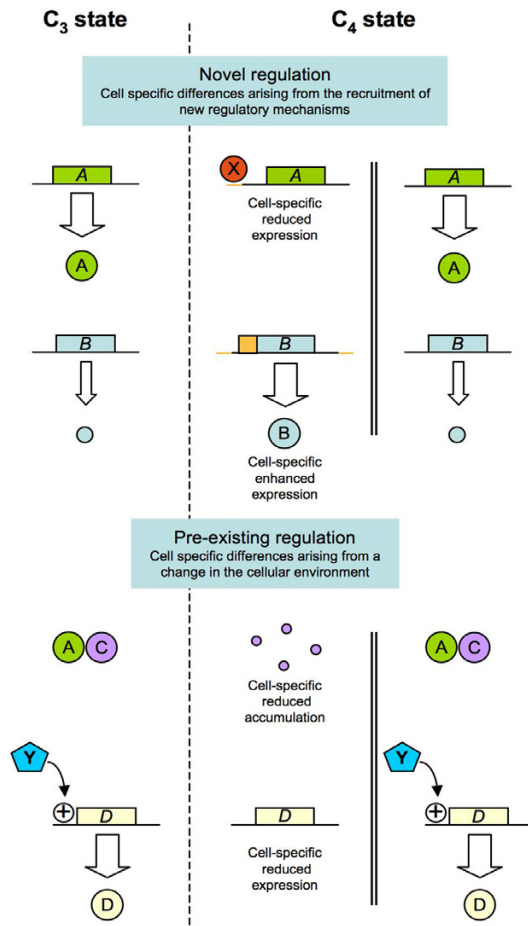 C3 state
C4 state
Novel regulation
Cell specific differences arising from the recruitment of
new regulatory mechanisms
A
X
A
A
Cell-specific
reduced
expression
A
A
B
B
B
B
Cell-specific
enhanced
expression
Pre-existing regulation
Cell specific differences arising from a
change in the cellular environment
A C
A C
Cell-specific
reduced
accumulation
Y
Y
+ D
D
+ D
Cell-specific
reduced
expression
D
D